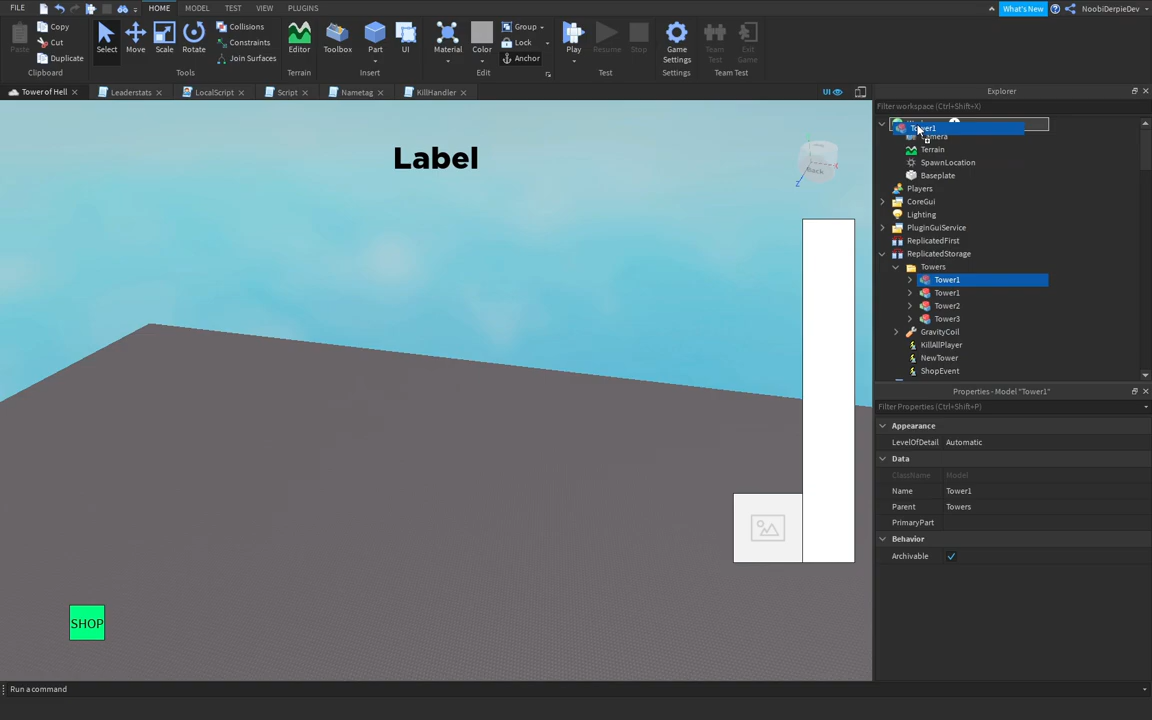 FILE HOME MODEL TEST VIEW PLUGINS What's New NoobiDerpieDev
Paste Copy Cut Duplicate Clipboard
Select Move Scale Rotate Collisions Constraints Join Surfaces Tools
Editor Terrain
Toolbox Part UI Insert
Material Color Group Lock Anchor Edit
Play Resume Stop Test
Game Settings Settings
Team Test Exit Game Team Test
Tower of Hell Leaderstats LocalScript Script Nametag KillHandler UI
Explorer
Filter workspace (Ctrl+Shift+X)
Tower1
Camera
Terrain
SpawnLocation
Baseplate
Players
CoreGui
Lighting
PluginGuiService
ReplicatedFirst
ReplicatedStorage
Towers
Tower1
Tower1
Tower2
Tower3
GravityCoil
KillAllPlayer
NewTower
ShopEvent
Properties - Model "Tower1"
Filter Properties (Ctrl+Shift+P)
Appearance
LevelOfDetail Automatic
Data
ClassName Model
Name Tower1
Parent Towers
PrimaryPart
Behavior
Archivable
Label
Back
Z
SHOP
Run a command